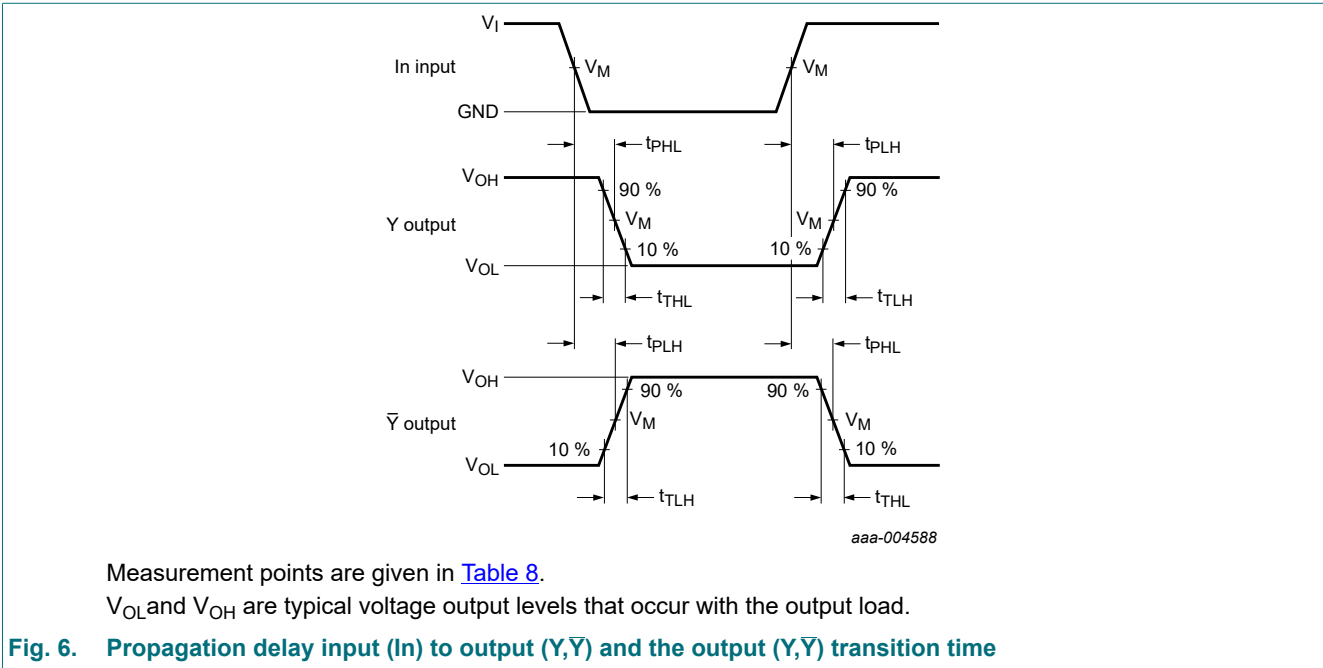 V_I
In input
V_M V_M
GND
t_PHL t_PLH
V_OH
90 % 90 %
Y output
V_M V_M
10 % 10 %
V_OL
t_THL t_TLH
t_PLH t_PHL
V_OH
90 % 90 %
Y̅ output
V_M V_M
10 % 10 %
V_OL
t_TLH t_THL
aaa-004588
Measurement points are given in Table 8.
V_OLand V_OH are typical voltage output levels that occur with the output load.
Fig. 6. Propagation delay input (In) to output (Y,Y̅) and the output (Y,Y̅) transition time